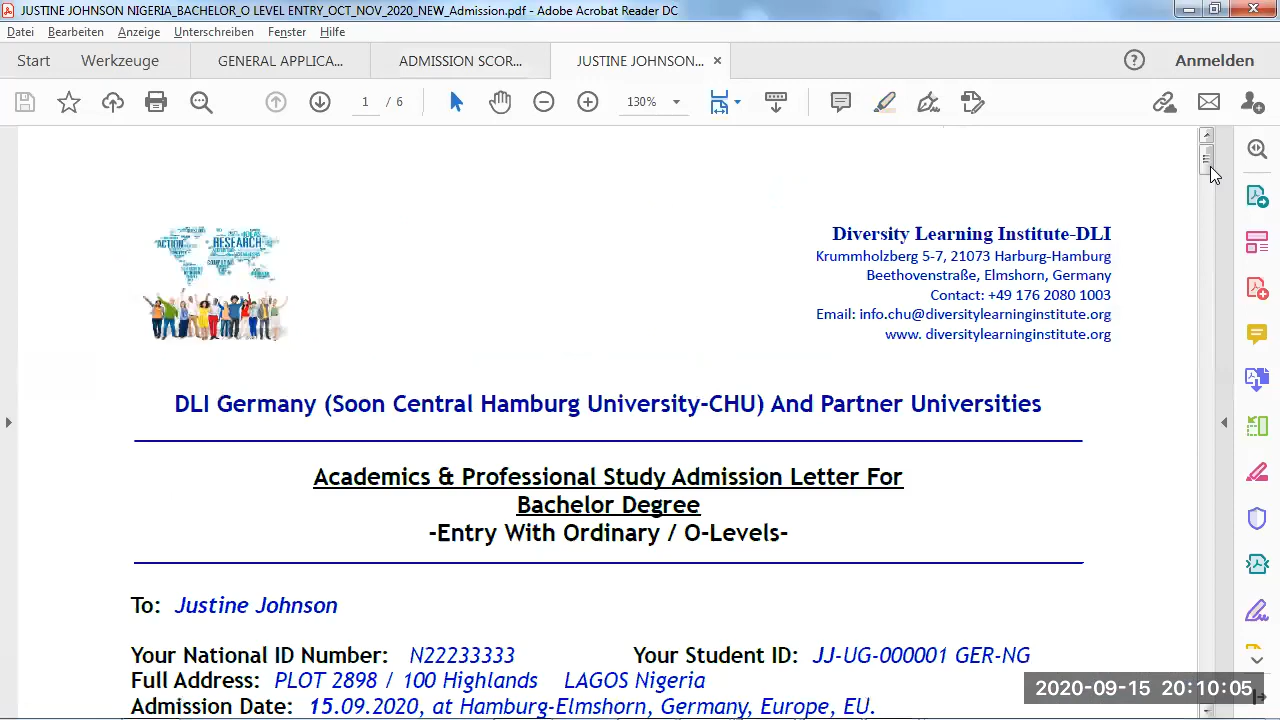 JUSTINE JOHNSON NIGERIA_BACHELOR_O LEVEL ENTRY_OCT_NOV_2020_NEW_Admission.pdf - Adobe Acrobat Reader DC
Datei Bearbeiten Anzeige Unterschreiben Fenster Hilfe
Start Werkzeuge GENERAL APPLICA... ADMISSION SCOR... JUSTINE JOHNSON... × Anmelden
1 / 6 130%
ACTION RESEARCH
Diversity Learning Institute-DLI
Krummholzberg 5-7, 21073 Harburg-Hamburg
Beethovenstraße, Elmshorn, Germany
Contact: +49 176 2080 1003
Email: info.chu@diversitylearninginstitute.org
www. diversitylearninginstitute.org
DLI Germany (Soon Central Hamburg University-CHU) And Partner Universities
Academics & Professional Study Admission Letter For
Bachelor Degree
-Entry With Ordinary / O-Levels-
To: Justine Johnson
Your National ID Number: N22233333 Your Student ID: JJ-UG-000001 GER-NG
Full Address: PLOT 2898 / 100 Highlands LAGOS Nigeria
Admission Date: 15.09.2020, at Hamburg-Elmshorn, Germany, Europe, EU.
2020-09-15 20:10:05